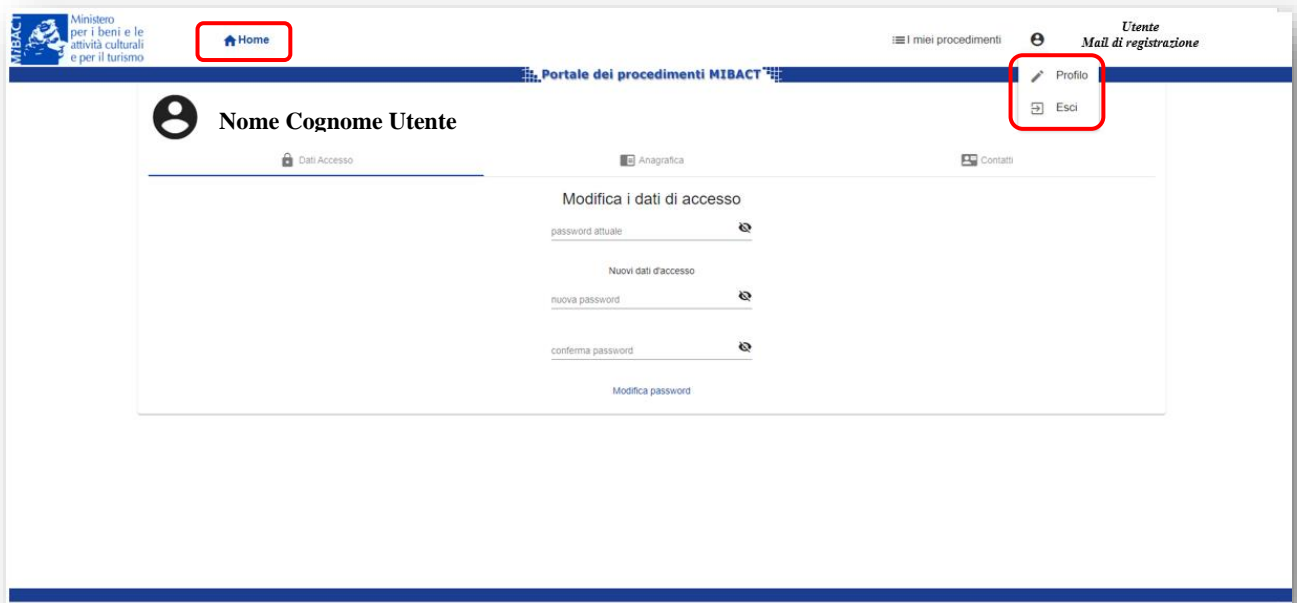 MiBACT
Ministero
per i beni e le
attività culturali
e per il turismo
Home
I miei procedimenti
Utente
Mail di registrazione
Portale dei procedimenti MIBACT
Profilo
Esci
Nome Cognome Utente
Dati Accesso
Anagrafica
Contatti
Modifica i dati di accesso
password attuale
Nuovi dati d'accesso
nuova password
conferma password
Modifica password